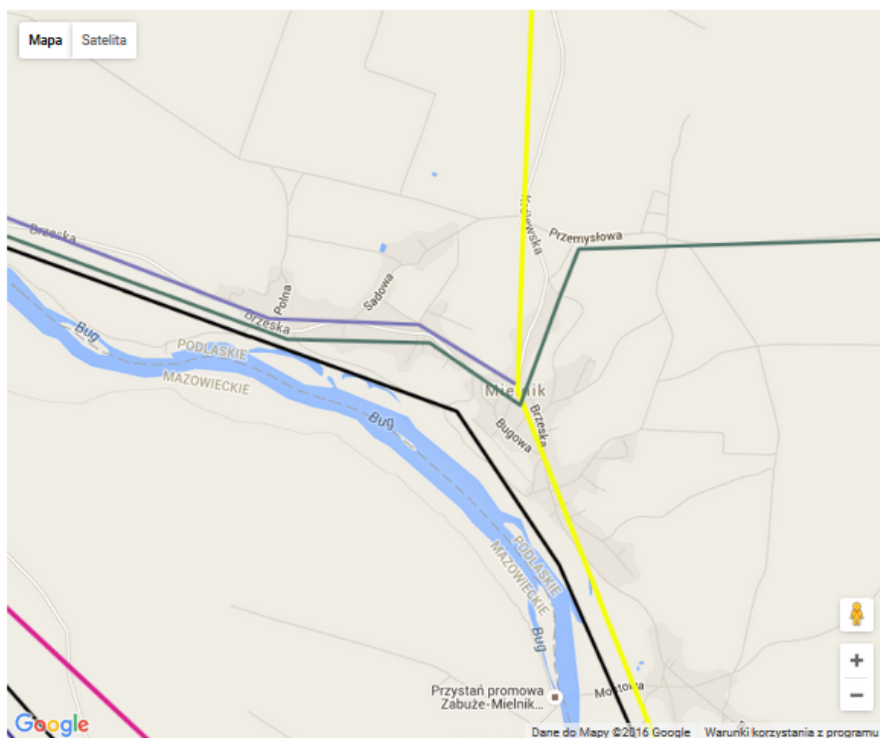 Mapa Satelita
Brzeska
Przemysłowa
Polna
Sadowa
Brzeska
Bug
PODLASKIE
MAZOWIECKIE
Mielnik
Bug
Bugowa
Brzeska
PODLASKIE
MAZOWIECKIE
Bug
Przystań promowa
Zabuże-Mielnik...
Mostowa
+
−
Google
Dane do Mapy ©2016 Google Warunki korzystania z programu